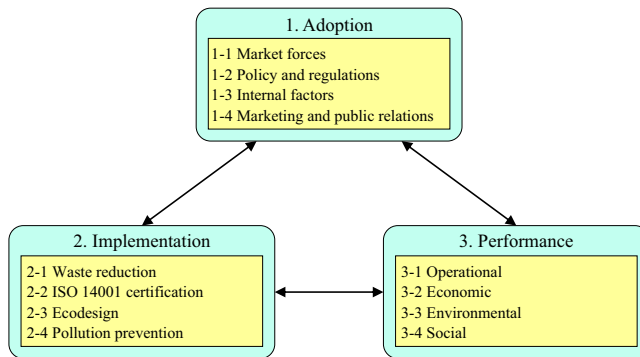 1. Adoption
1-1 Market forces
1-2 Policy and regulations
1-3 Internal factors
1-4 Marketing and public relations
2. Implementation
2-1 Waste reduction
2-2 ISO 14001 certification
2-3 Ecodesign
2-4 Pollution prevention
3. Performance
3-1 Operational
3-2 Economic
3-3 Environmental
3-4 Social